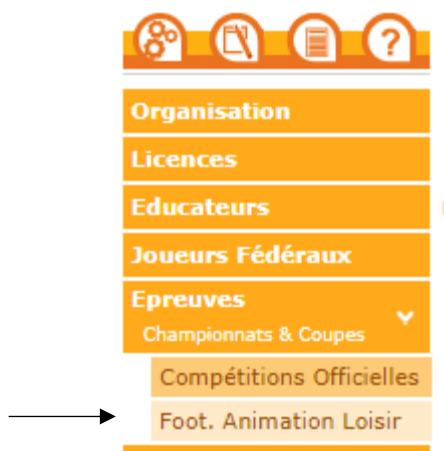 ?
Organisation
Licences
Educateurs
Joueurs Fédéraux
Epreuves
Championnats & Coupes
Compétitions Officielles
Foot. Animation Loisir